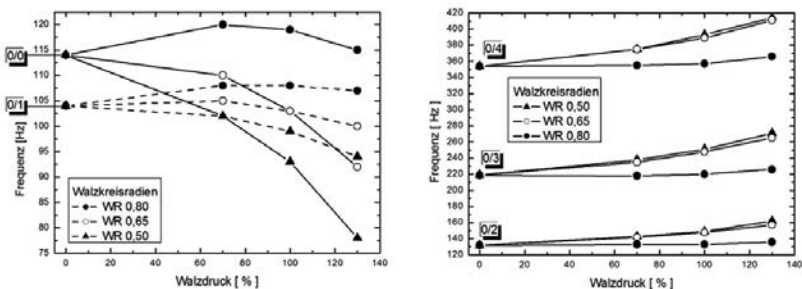 0/0
0/1
Frequenz [Hz]
120
115
110
105
100
95
90
85
80
75
Walzkreisradien
WR 0,80
WR 0,65
WR 0,50
0 20 40 60 80 100 120 140
Walzdruck [ % ]
0/4
0/3
0/2
Frequenz [ Hz]
420
400
380
360
340
320
300
280
260
240
220
200
180
160
140
120
Walzkreisradien
WR 0,50
WR 0,65
WR 0,80
0 20 40 60 80 100 120 140
Walzdruck [ % ]